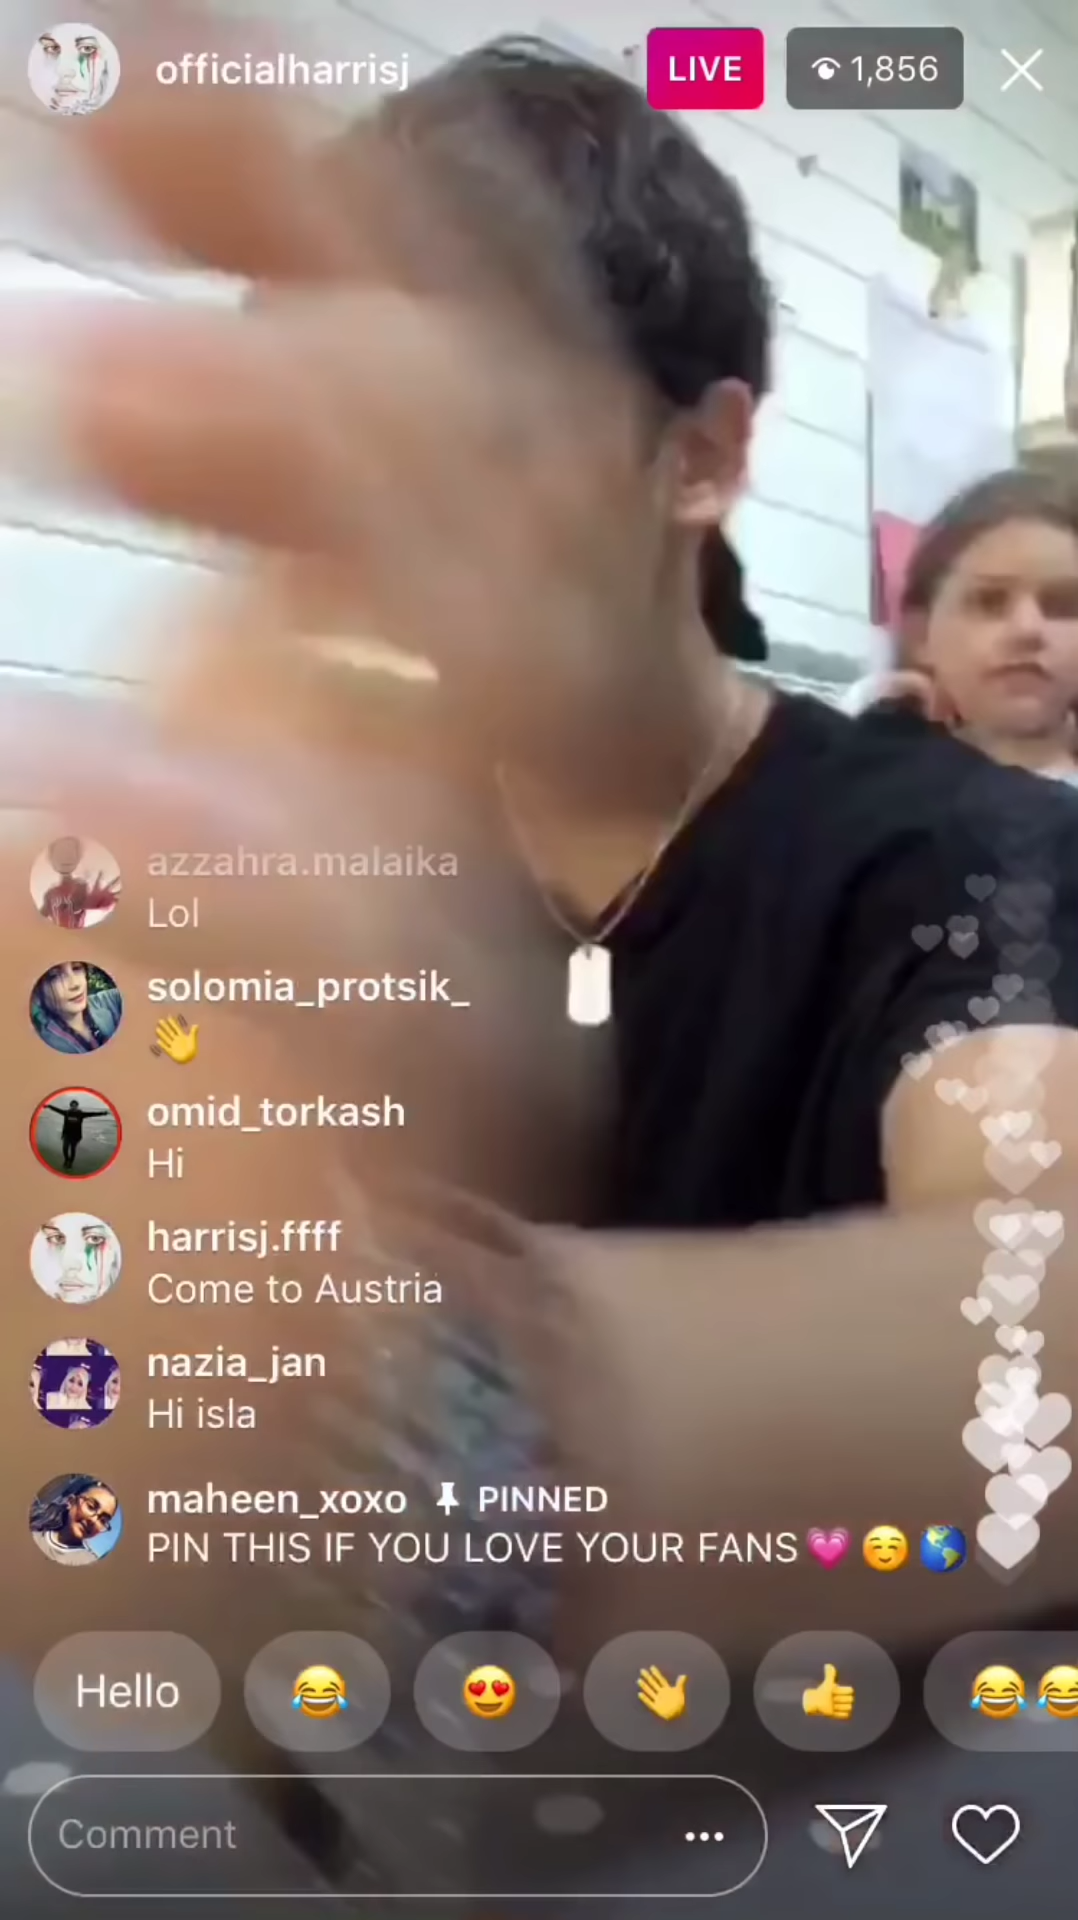 officialharrisj
LIVE
1,856
azzahra.malaika
Lol
solomia_protsik_
👋
omid_torkash
Hi
harrisj.ffff
Come to Austria
nazia_jan
Hi isla
maheen_xoxo PINNED
PIN THIS IF YOU LOVE YOUR FANS💗☺️🌎
Hello 😂 😍 👋 👍 😂😂
Comment